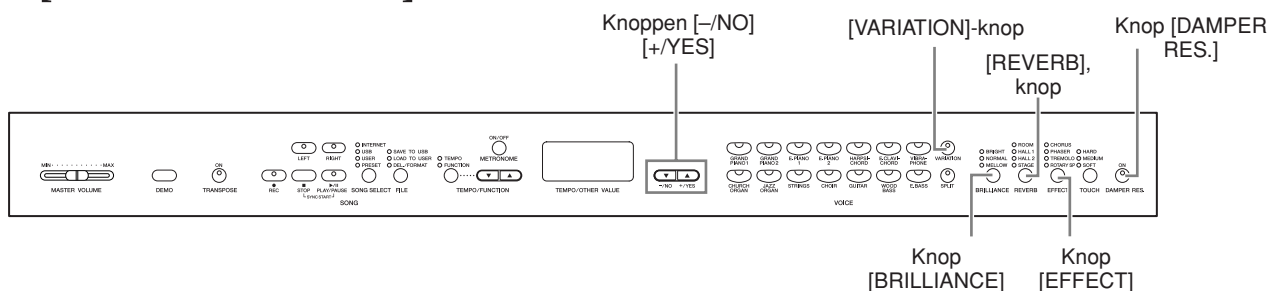 Knoppen [–/NO]
[+/YES]
[VARIATION]-knop
[REVERB],
knop
Knop [DAMPER
RES.]
MIN MAX
MASTER VOLUME
DEMO
ON
TRANSPOSE
LEFT RIGHT
REC STOP PLAY/PAUSE
SYNC START
SONG
INTERNET
USB
USER
PRESET
SONG SELECT
SAVE TO USB
LOAD TO USER
DEL./FORMAT
FILE
ON/OFF
METRONOME
TEMPO
FUNCTION
TEMPO/FUNCTION
TEMPO/OTHER VALUE
–/NO +/YES
GRAND PIANO 1
GRAND PIANO 2
E.PIANO 1
E.PIANO 2
HARPSI- CHORD
E.CLAVI- CHORD
VIBRA- PHONE
VARIATION
CHURCH ORGAN
JAZZ ORGAN
STRINGS
CHOIR
GUITAR
WOOD BASS
E.BASS
SPLIT
VOICE
BRIGHT
NORMAL
MELLOW
BRILLIANCE
ROOM
HALL 1
HALL 2
STAGE
REVERB
CHORUS
PHASER
TREMOLO
ROTARY SP
EFFECT
HARD
MEDIUM
SOFT
TOUCH
ON
DAMPER RES.
Knop
[BRILLIANCE]
Knop
[EFFECT]